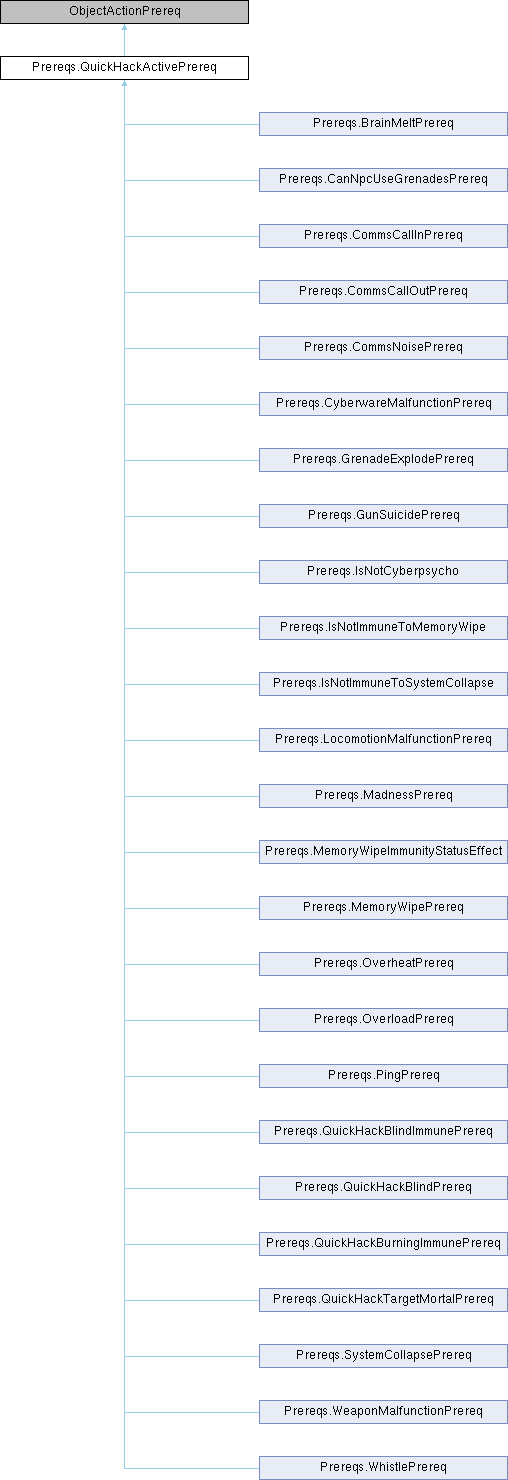 ObjectActionPrereq
Prereqs.QuickHackActivePrereq
Prereqs.BrainMeltPrereq
Prereqs.CanNpcUseGrenadesPrereq
Prereqs.CommsCallInPrereq
Prereqs.CommsCallOutPrereq
Prereqs.CommsNoisePrereq
Prereqs.CyberwareMalfunctionPrereq
Prereqs.GrenadeExplodePrereq
Prereqs.GunSuicidePrereq
Prereqs.IsNotCyberpsycho
Prereqs.IsNotImmuneToMemoryWipe
Prereqs.IsNotImmuneToSystemCollapse
Prereqs.LocomotionMalfunctionPrereq
Prereqs.MadnessPrereq
Prereqs.MemoryWipeImmunityStatusEffect
Prereqs.MemoryWipePrereq
Prereqs.OverheatPrereq
Prereqs.OverloadPrereq
Prereqs.PingPrereq
Prereqs.QuickHackBlindImmunePrereq
Prereqs.QuickHackBlindPrereq
Prereqs.QuickHackBurningImmunePrereq
Prereqs.QuickHackTargetMortalPrereq
Prereqs.SystemCollapsePrereq
Prereqs.WeaponMalfunctionPrereq
Prereqs.WhistlePrereq